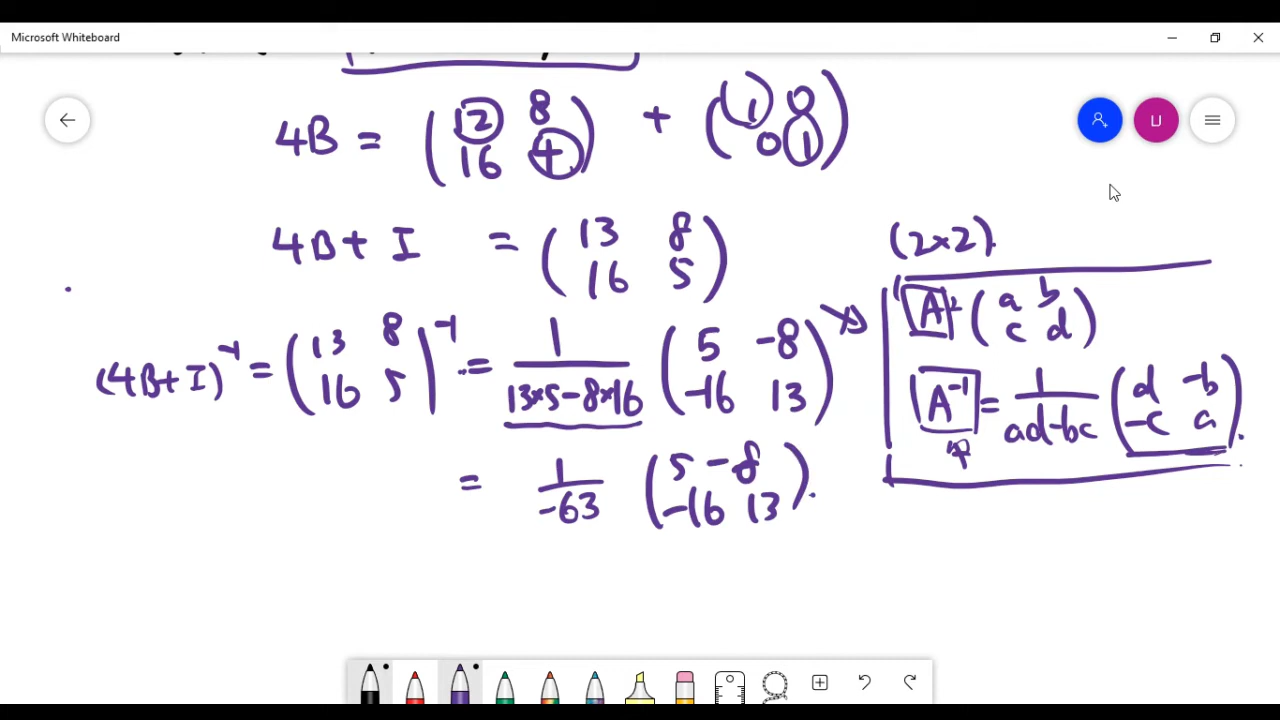 Microsoft Whiteboard
4B = (12 8 + (1 0
16 4) 0 1)
U
4B + I = (13 8
16 5)
(2×2).
A = (a b
c d)
(4B+I)⁻¹ = (13 8
16 5)⁻¹ = 1/(13×5-8×16) (5 -8
-16 13)
A⁻¹ = 1/(ad-bc) (d -b
-c a).
= 1/-63 (5 -8
-16 13).